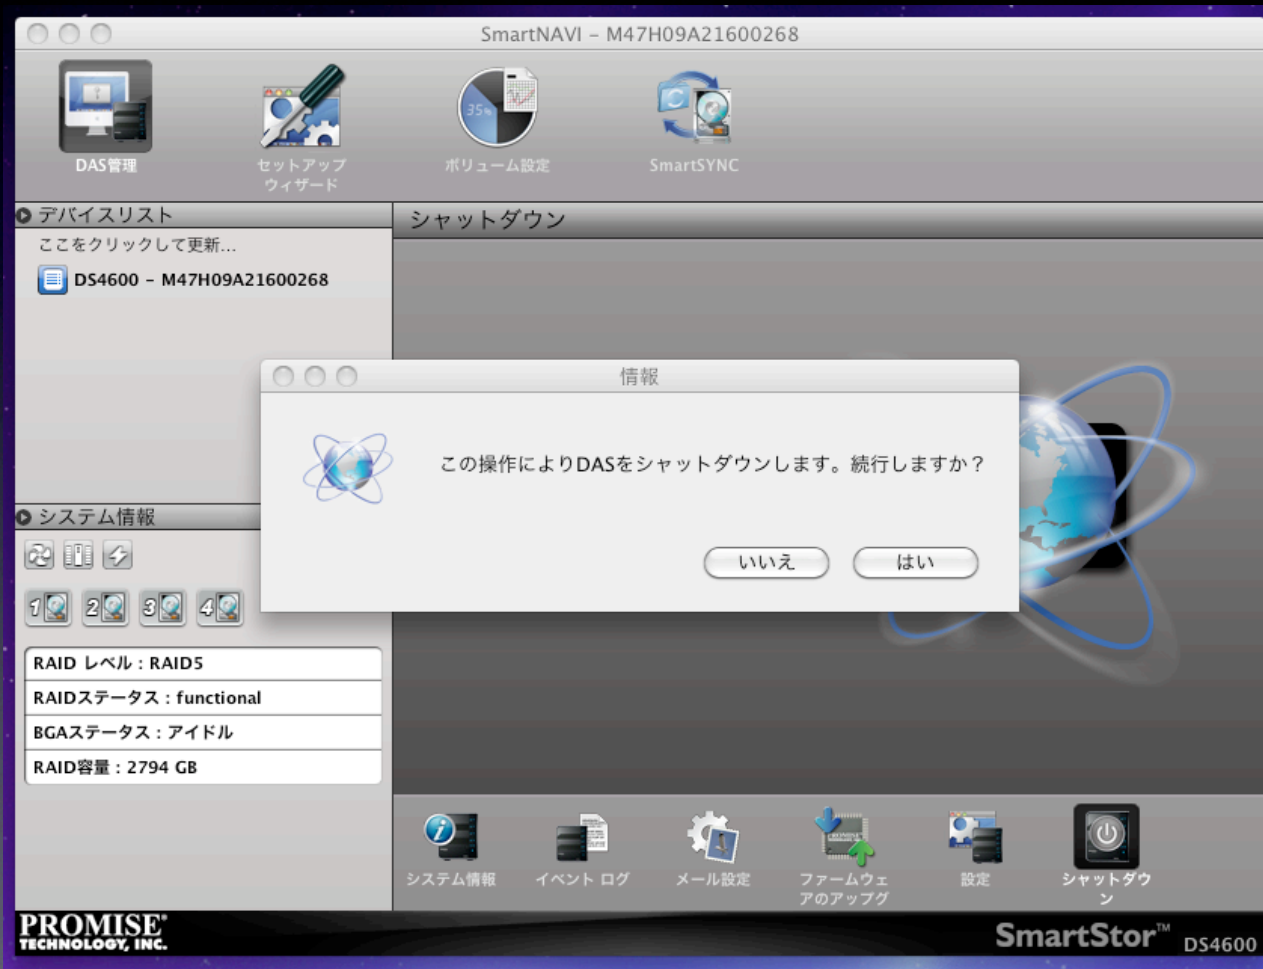 SmartNAVI – M47H09A21600268
DAS管理
セットアップ
ウィザード
35%
ボリューム設定
SmartSYNC
デバイスリスト
ここをクリックして更新...
DS4600 – M47H09A21600268
シャットダウン
情報
この操作によりDASをシャットダウンします。続行しますか？
いいえ
はい
システム情報
1
2
3
4
RAID レベル : RAID5
RAIDステータス : functional
BGAステータス : アイドル
RAID容量 : 2794 GB
システム情報
イベント ログ
メール設定
ファームウェ
アのアップグ
設定
シャットダウ
ン
PROMISE®
TECHNOLOGY, INC.
SmartStor™ DS4600